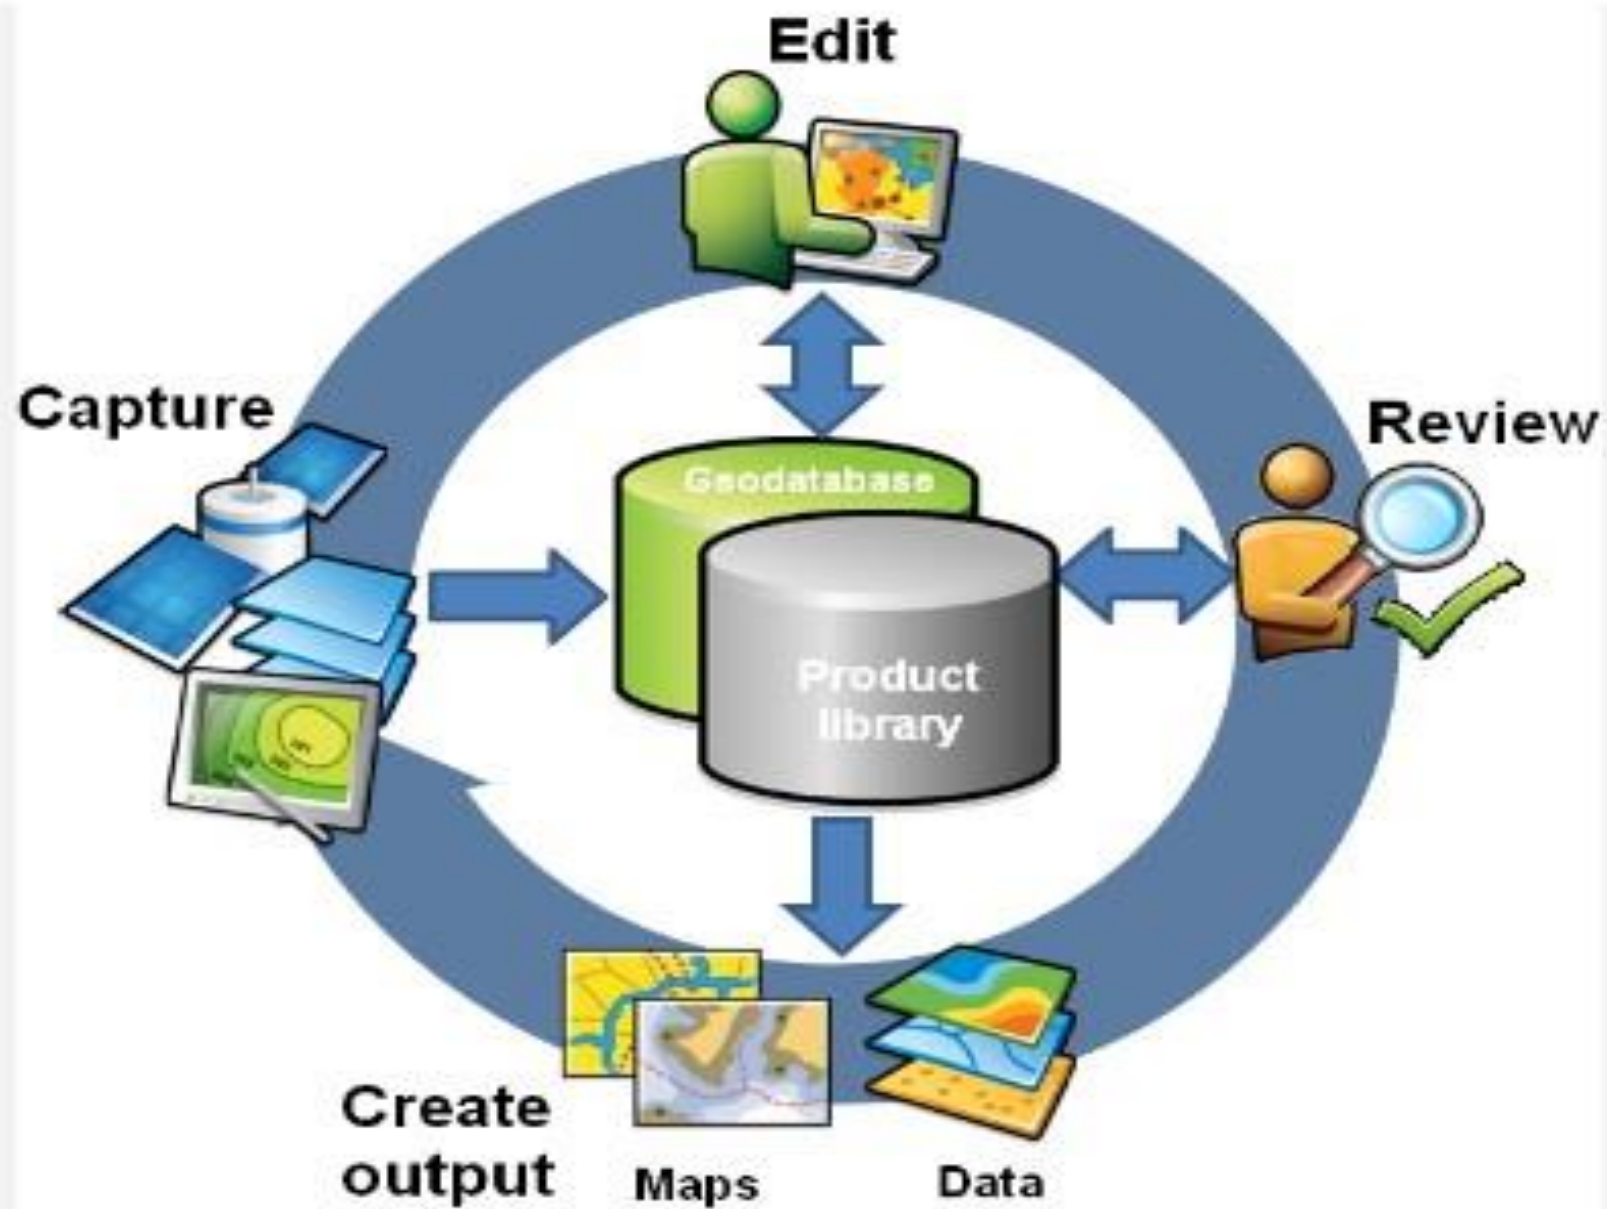 Edit
Capture
Review
Geodatabase
Product
library
Create
output
Maps
Data